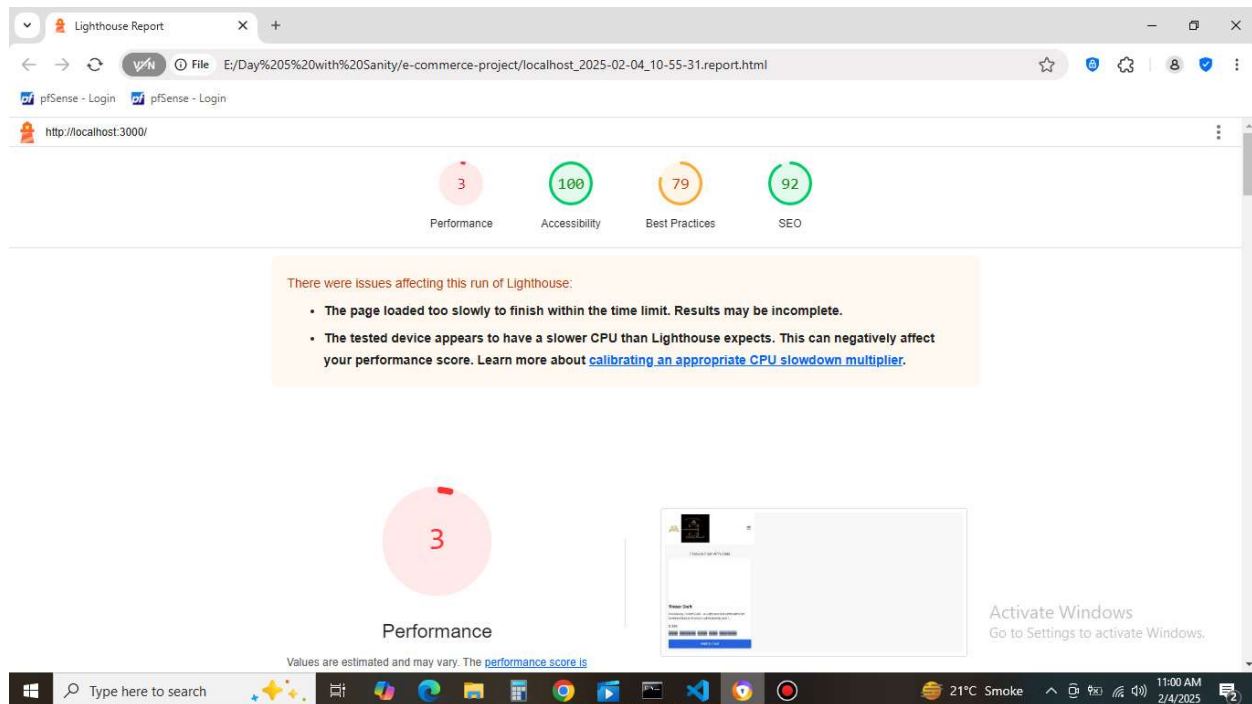 Lighthouse Report
File
E:/Day%205%20with%20Sanity/e-commerce-project/localhost_2025-02-04_10-55-31.report.html
pfSense - Login pfSense - Login
http://localhost:3000/
3 100 79 92
Performance Accessibility Best Practices SEO
There were issues affecting this run of Lighthouse:
• The page loaded too slowly to finish within the time limit. Results may be incomplete.
• The tested device appears to have a slower CPU than Lighthouse expects. This can negatively affect
your performance score. Learn more about calibrating an appropriate CPU slowdown multiplier.
3
Performance
Values are estimated and may vary. The performance score is
Activate Windows
Go to Settings to activate Windows.
Type here to search
21°C Smoke
11:00 AM
2/4/2025
2